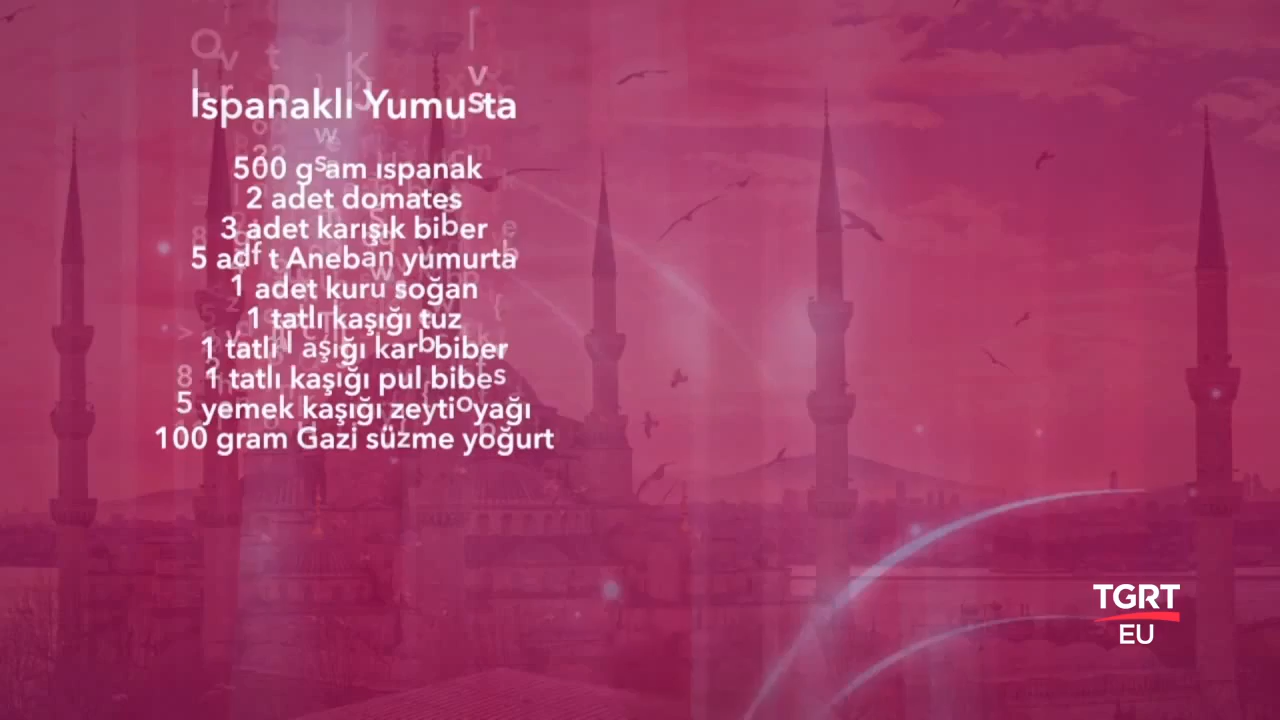 Ispanaklı Yumusta
500 gsam ıspanak
2 adet domates
3 adet karışık biber
5 adf t Aneban yumurta
1 adet kuru soğan
1 tatlı kaşığı tuz
1 tatlı aşığı kar biber
1 tatlı kaşığı pul bibes
5 yemek kaşığı zeytioyağı
100 gram Gazi süzme yoğurt
TGRT
EU